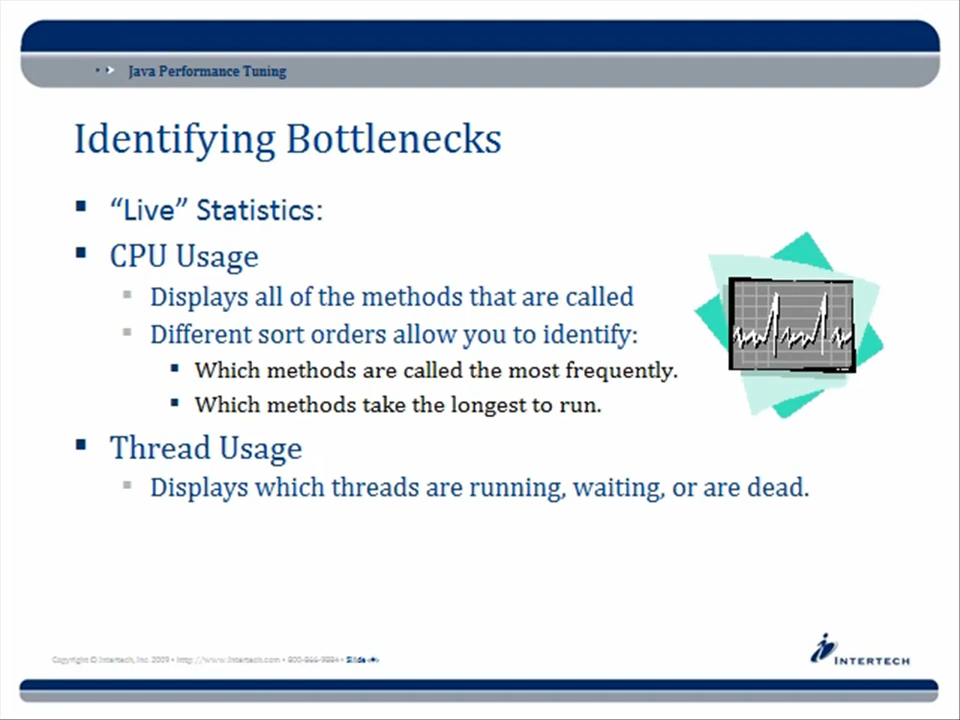 Java Performance Tuning
Identifying Bottlenecks
“Live” Statistics:
CPU Usage
Displays all of the methods that are called
Different sort orders allow you to identify:
Which methods are called the most frequently.
Which methods take the longest to run.
Thread Usage
Displays which threads are running, waiting, or are dead.
Copyright © Intertech, Inc. 2009 • http://www.Intertech.com • 800-866-9884 • Slide
INTERTECH